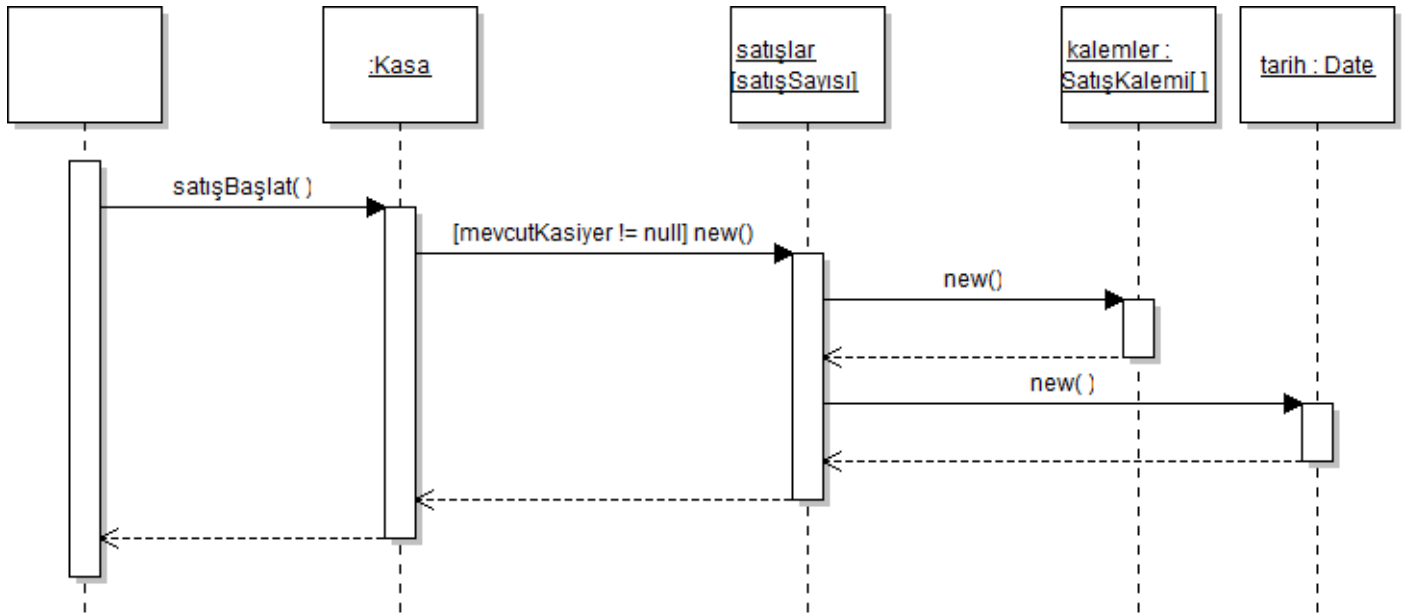 :Kasa
satışlar
[satışSayısı]
kalemler :
SatışKalemi[ ]
tarih : Date
satışBaşlat( )
[mevcutKasiyer != null] new()
new()
new( )